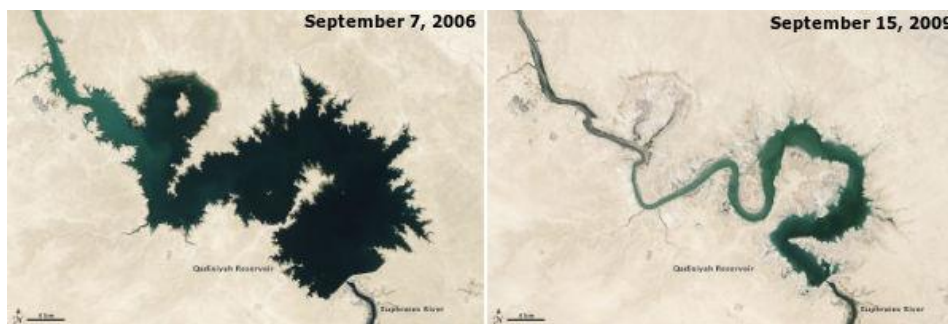 September 7, 2006
September 15, 2009
Qadisiyah Reservoir
Qadisiyah Reservoir
Euphrates River
Euphrates River
N
N